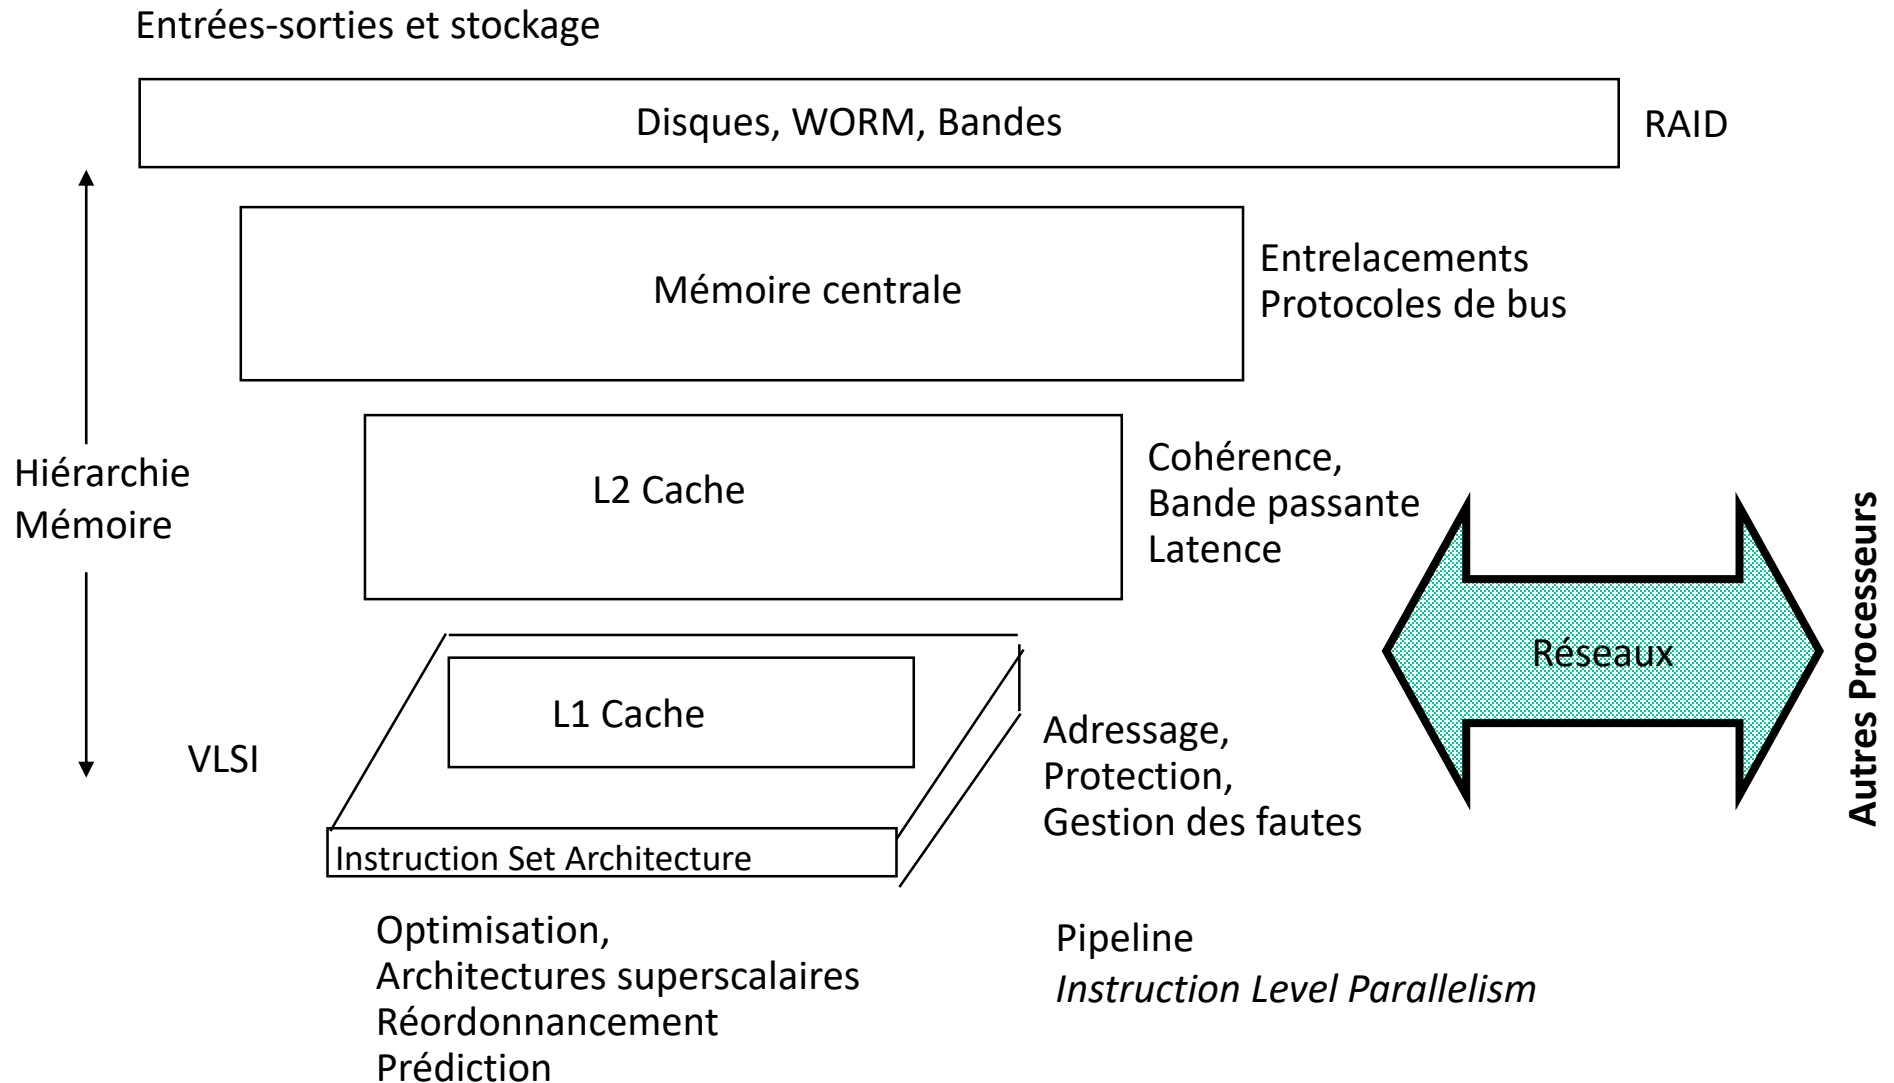 Entrées-sorties et stockage
Disques, WORM, Bandes
RAID
Mémoire centrale
Entrelacements
Protocoles de bus
Hiérarchie
Mémoire
L2 Cache
Cohérence,
Bande passante
Latence
Réseaux
Autres Processeurs
L1 Cache
VLSI
Adressage,
Protection,
Gestion des fautes
Instruction Set Architecture
Optimisation,
Architectures superscalaires
Réordonnancement
Prédiction
Pipeline
Instruction Level Parallelism